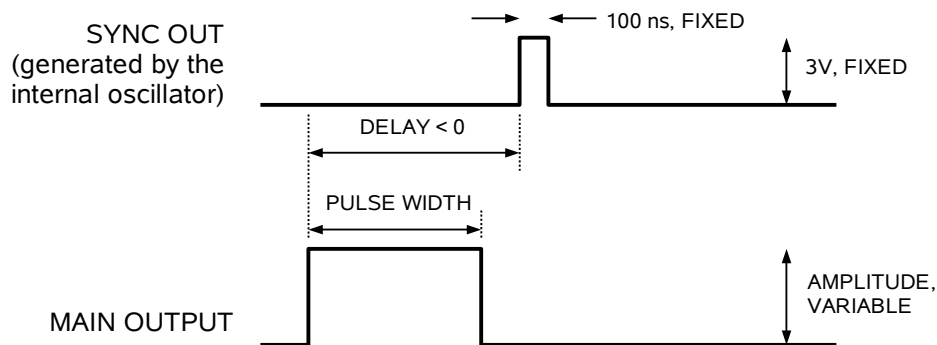 SYNC OUT
(generated by the
internal oscillator)
100 ns, FIXED
3V, FIXED
DELAY < 0
PULSE WIDTH
AMPLITUDE,
VARIABLE
MAIN OUTPUT